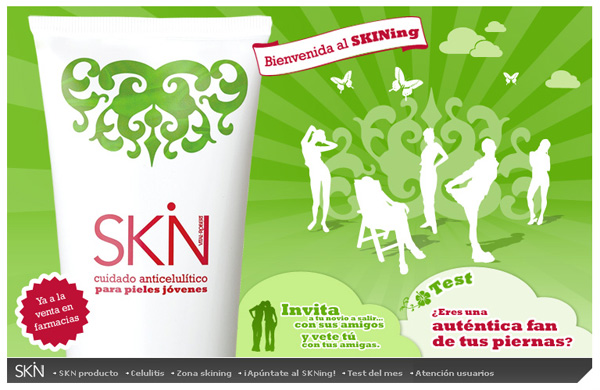 Bienvenida al SKINing
SKIN
cuidado anticelulítico
para pieles jóvenes
Ya a la
venta en
farmacias
Invita
a tu novio a salir...
con sus amigos
y vete tú
con tus amigas.
Test
¿Eres una
auténtica fan
de tus piernas?
SKIN • SKN producto • Celulitis • Zona skining • ¡Apúntate al SKNing! • Test del mes • Atención usuarios